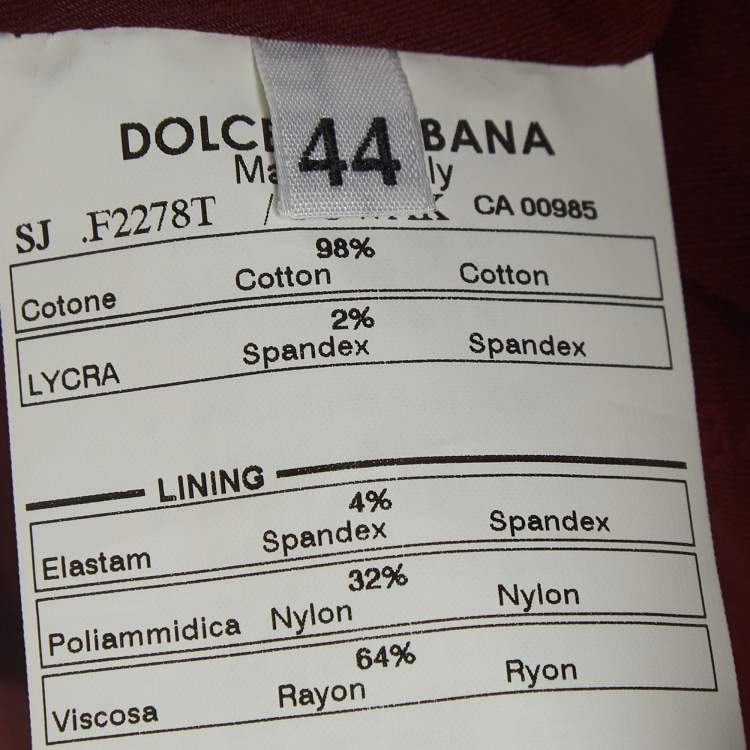 44
DOLCE BANA
Ma ly
SJ .F2278T / CA 00985
98%
Cotone Cotton Cotton
2%
LYCRA Spandex Spandex
LINING
4%
Elastam Spandex Spandex
32%
Poliammidica Nylon Nylon
64%
Viscosa Rayon Ryon